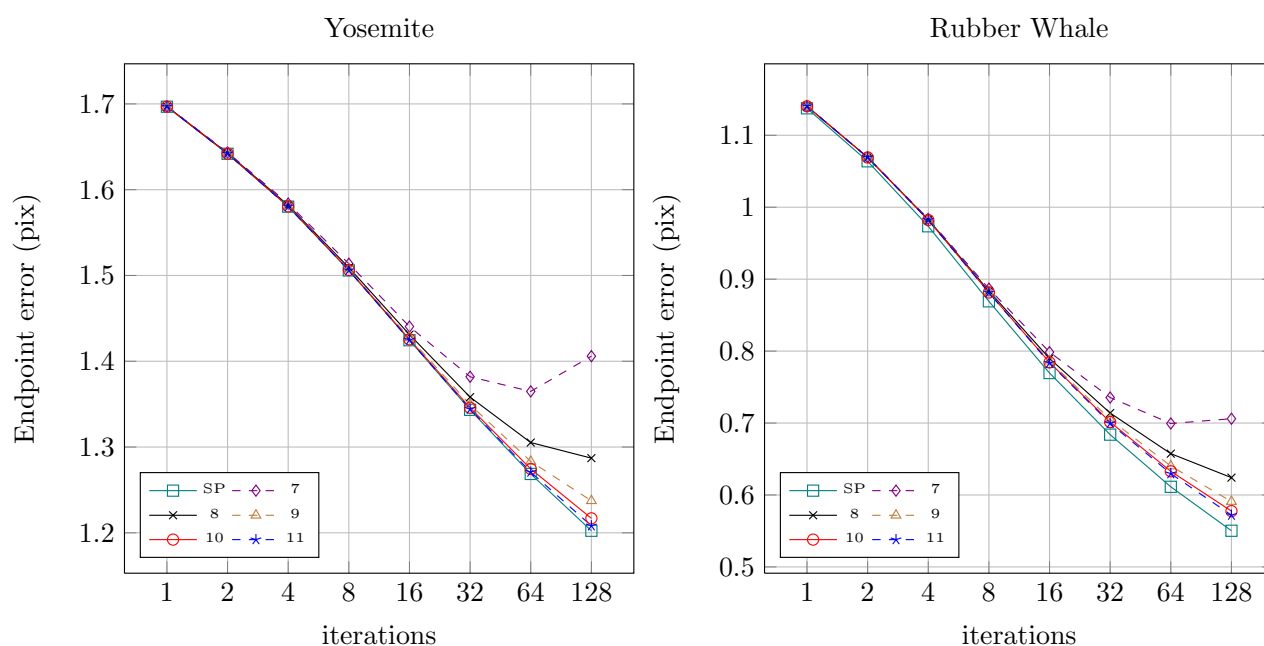 Yosemite
Endpoint error (pix)
1.7
1.6
1.5
1.4
1.3
1.2
SP 7
8 9
10 11
1 2 4 8 16 32 64 128
iterations
Rubber Whale
Endpoint error (pix)
1.1
1
0.9
0.8
0.7
0.6
0.5
SP 7
8 9
10 11
1 2 4 8 16 32 64 128
iterations